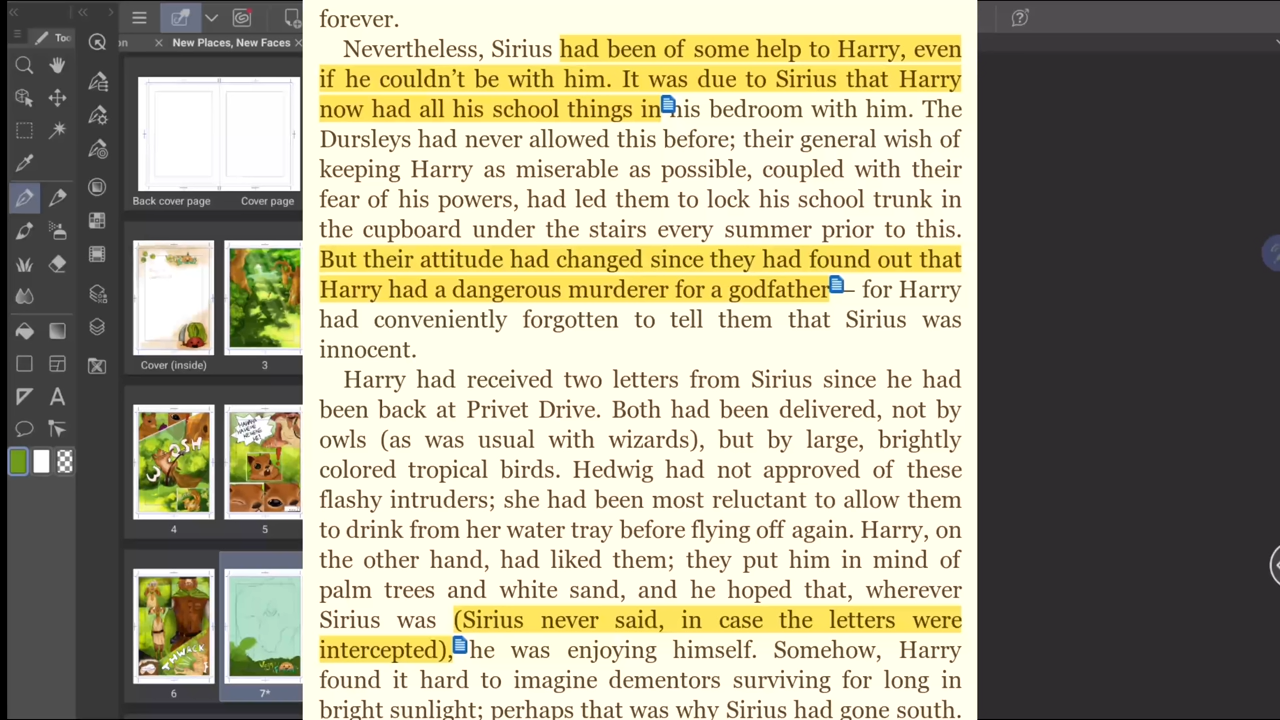 Too
on
New Places, New Faces
Back cover page
Cover page
Cover (inside)
3
4
5
6
7*
THWACK
forever.
Nevertheless, Sirius had been of some help to Harry, even
if he couldn't be with him. It was due to Sirius that Harry
now had all his school things in his bedroom with him. The
Dursleys had never allowed this before; their general wish of
keeping Harry as miserable as possible, coupled with their
fear of his powers, had led them to lock his school trunk in
the cupboard under the stairs every summer prior to this.
But their attitude had changed since they had found out that
Harry had a dangerous murderer for a godfather – for Harry
had conveniently forgotten to tell them that Sirius was
innocent.
Harry had received two letters from Sirius since he had
been back at Privet Drive. Both had been delivered, not by
owls (as was usual with wizards), but by large, brightly
colored tropical birds. Hedwig had not approved of these
flashy intruders; she had been most reluctant to allow them
to drink from her water tray before flying off again. Harry, on
the other hand, had liked them; they put him in mind of
palm trees and white sand, and he hoped that, wherever
Sirius was (Sirius never said, in case the letters were
intercepted), he was enjoying himself. Somehow, Harry
found it hard to imagine dementors surviving for long in
bright sunlight; perhaps that was why Sirius had gone south.